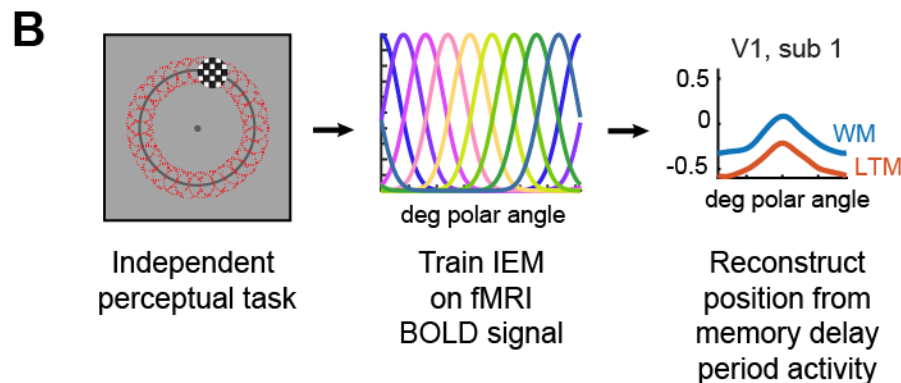 B
Independent
perceptual task
deg polar angle
Train IEM
on fMRI
BOLD signal
V1, sub 1
0.5
0
-0.5
WM
LTM
deg polar angle
Reconstruct
position from
memory delay
period activity